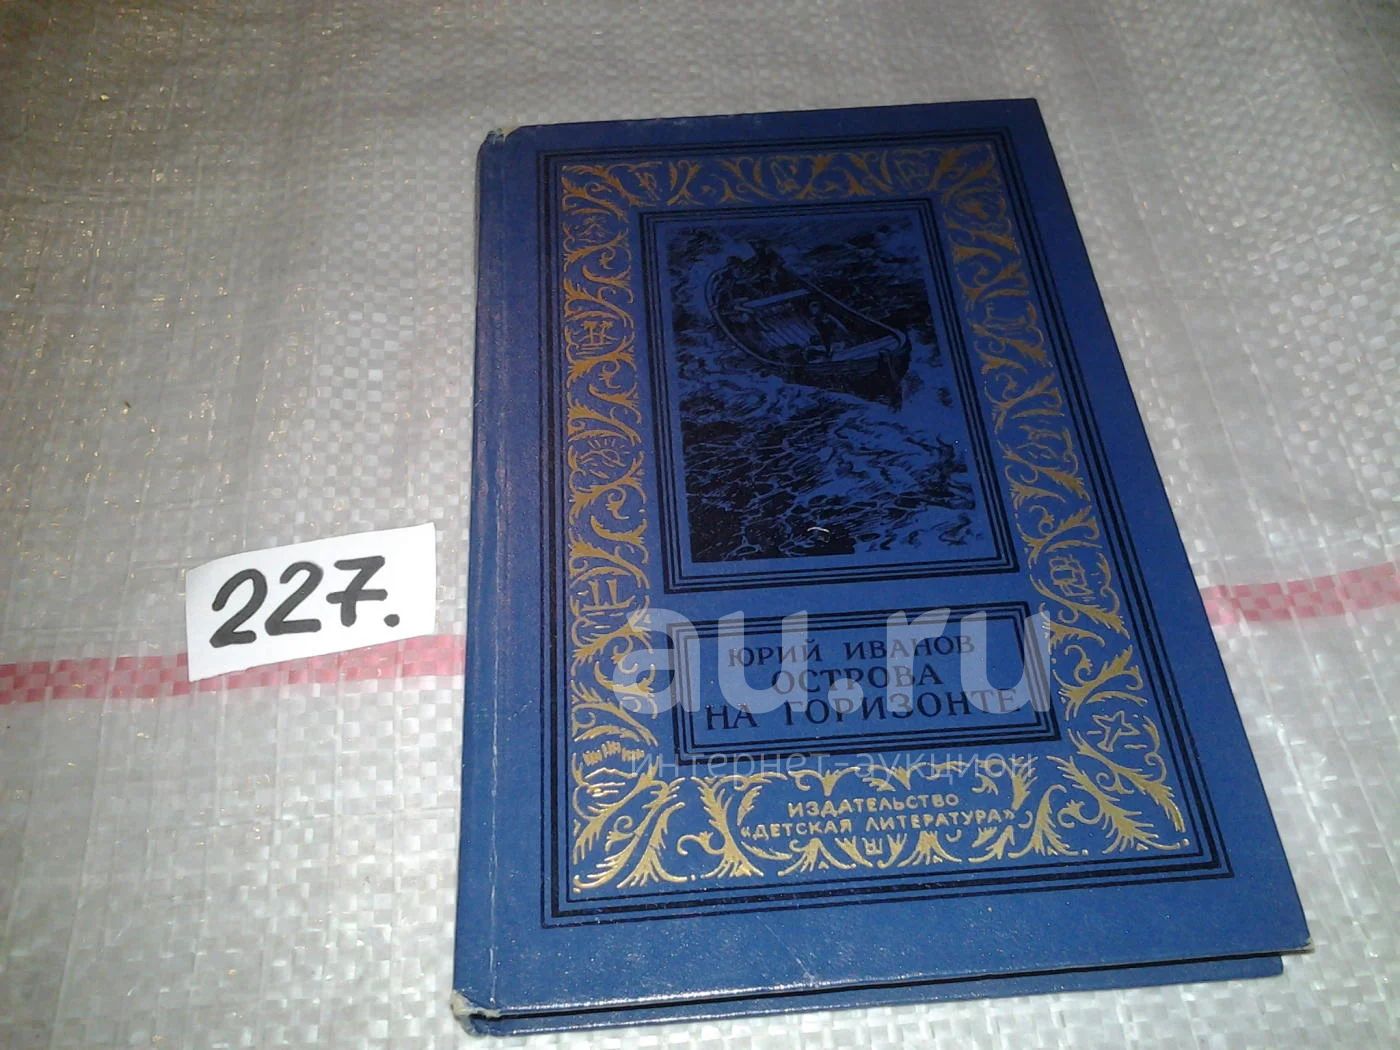 227.
ЮРИЙ ИВАНОВ
ОСТРОВА
НА ГОРИЗОНТЕ
ИЗДАТЕЛЬСТВО
«ДЕТСКАЯ ЛИТЕРАТУРА»
au.ru
интернет-аукцион